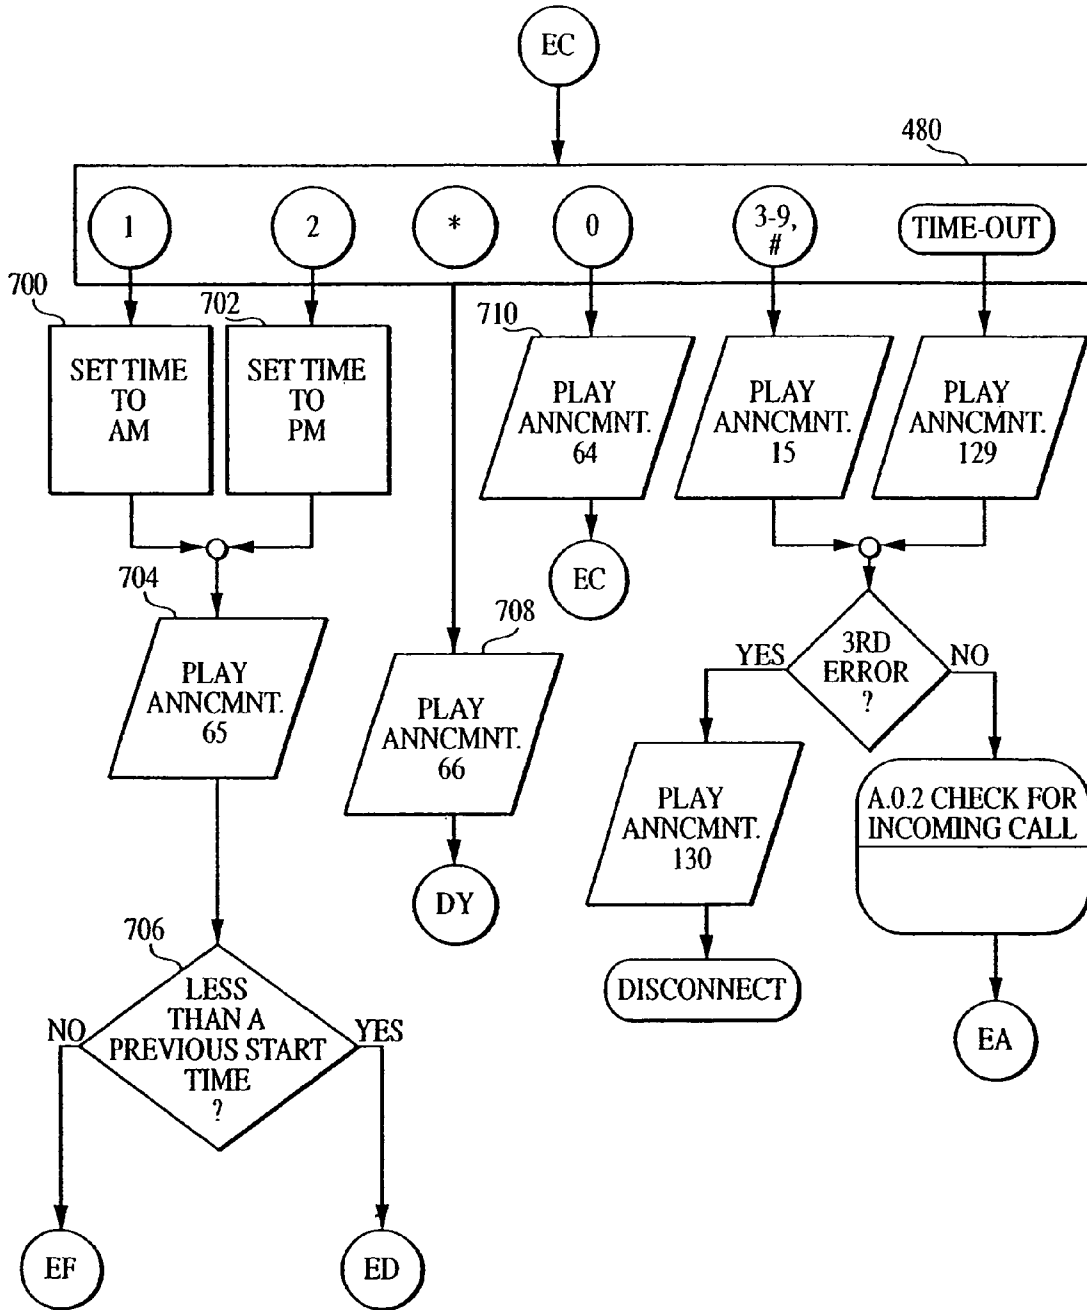 EC
480
1
2
*
0
3-9,
#
TIME-OUT
700
702
710
SET TIME
TO
AM
SET TIME
TO
PM
PLAY
ANNCMNT.
64
PLAY
ANNCMNT.
15
PLAY
ANNCMNT.
129
EC
704
708
PLAY
ANNCMNT.
65
PLAY
ANNCMNT.
66
YES
3RD
ERROR
?
NO
PLAY
ANNCMNT.
130
A.0.2 CHECK FOR
INCOMING CALL
DY
706
DISCONNECT
LESS
THAN A
PREVIOUS START
TIME
?
NO
YES
EA
EF
ED